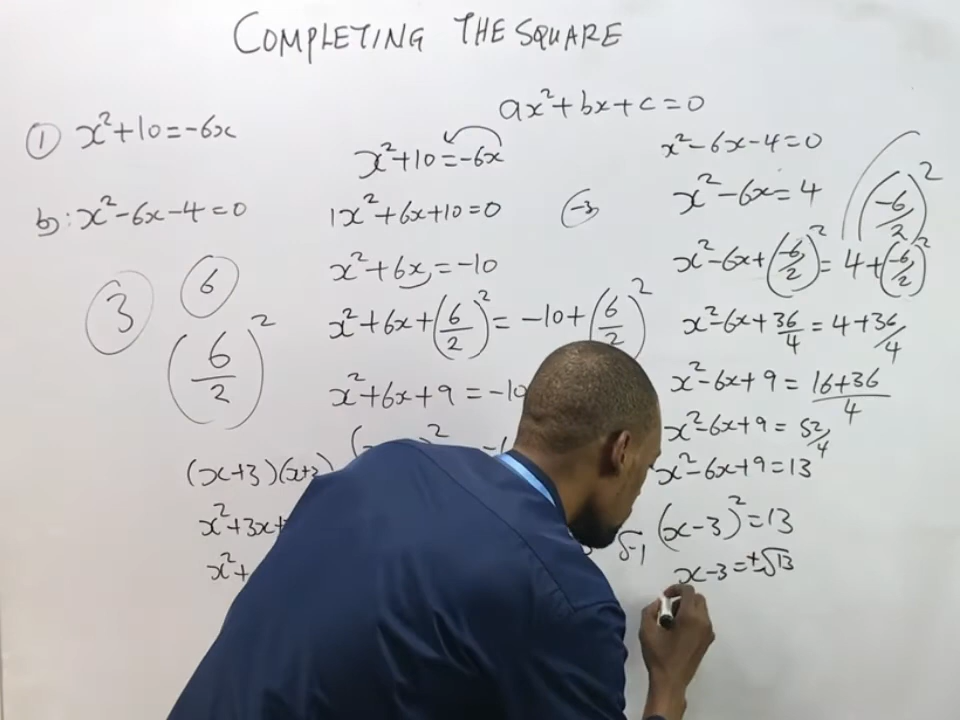 COMPLETING THE SQUARE
ax²+bx+c=0
① x²+10=-6x
b): x²-6x-4=0
3
6
(6/2)²
(x+3)(x+3)
x²+3x+
x²+
x²+10=-6x
1x²+6x+10=0
x²+6x=-10
x²+6x+(6/2)²=-10+(6/2)²
x²+6x+9=-10
√-1
-3
x²-6x-4=0
x²-6x=4
(-6/2)²
x²-6x+(-6/2)²=4+(-6/2)²
x²-6x+36/4=4+36/4
x²-6x+9=16+36/4
x²-6x+9=52/4
x²-6x+9=13
(x-3)²=13
x-3=±√13